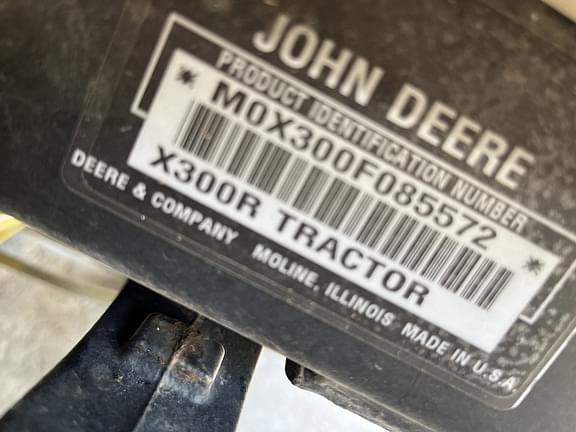 JOHN DEERE
PRODUCT IDENTIFICATION NUMBER
*M0X300F085572*
X300R TRACTOR
DEERE & COMPANY MOLINE, ILLINOIS MADE IN U.S.A.